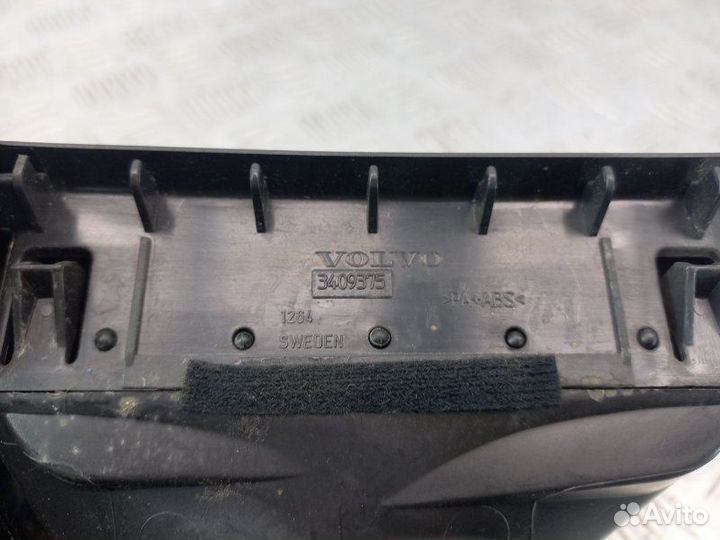 VOLVO
3409375
>PA+ABS<
1264
SWEDEN
Avito